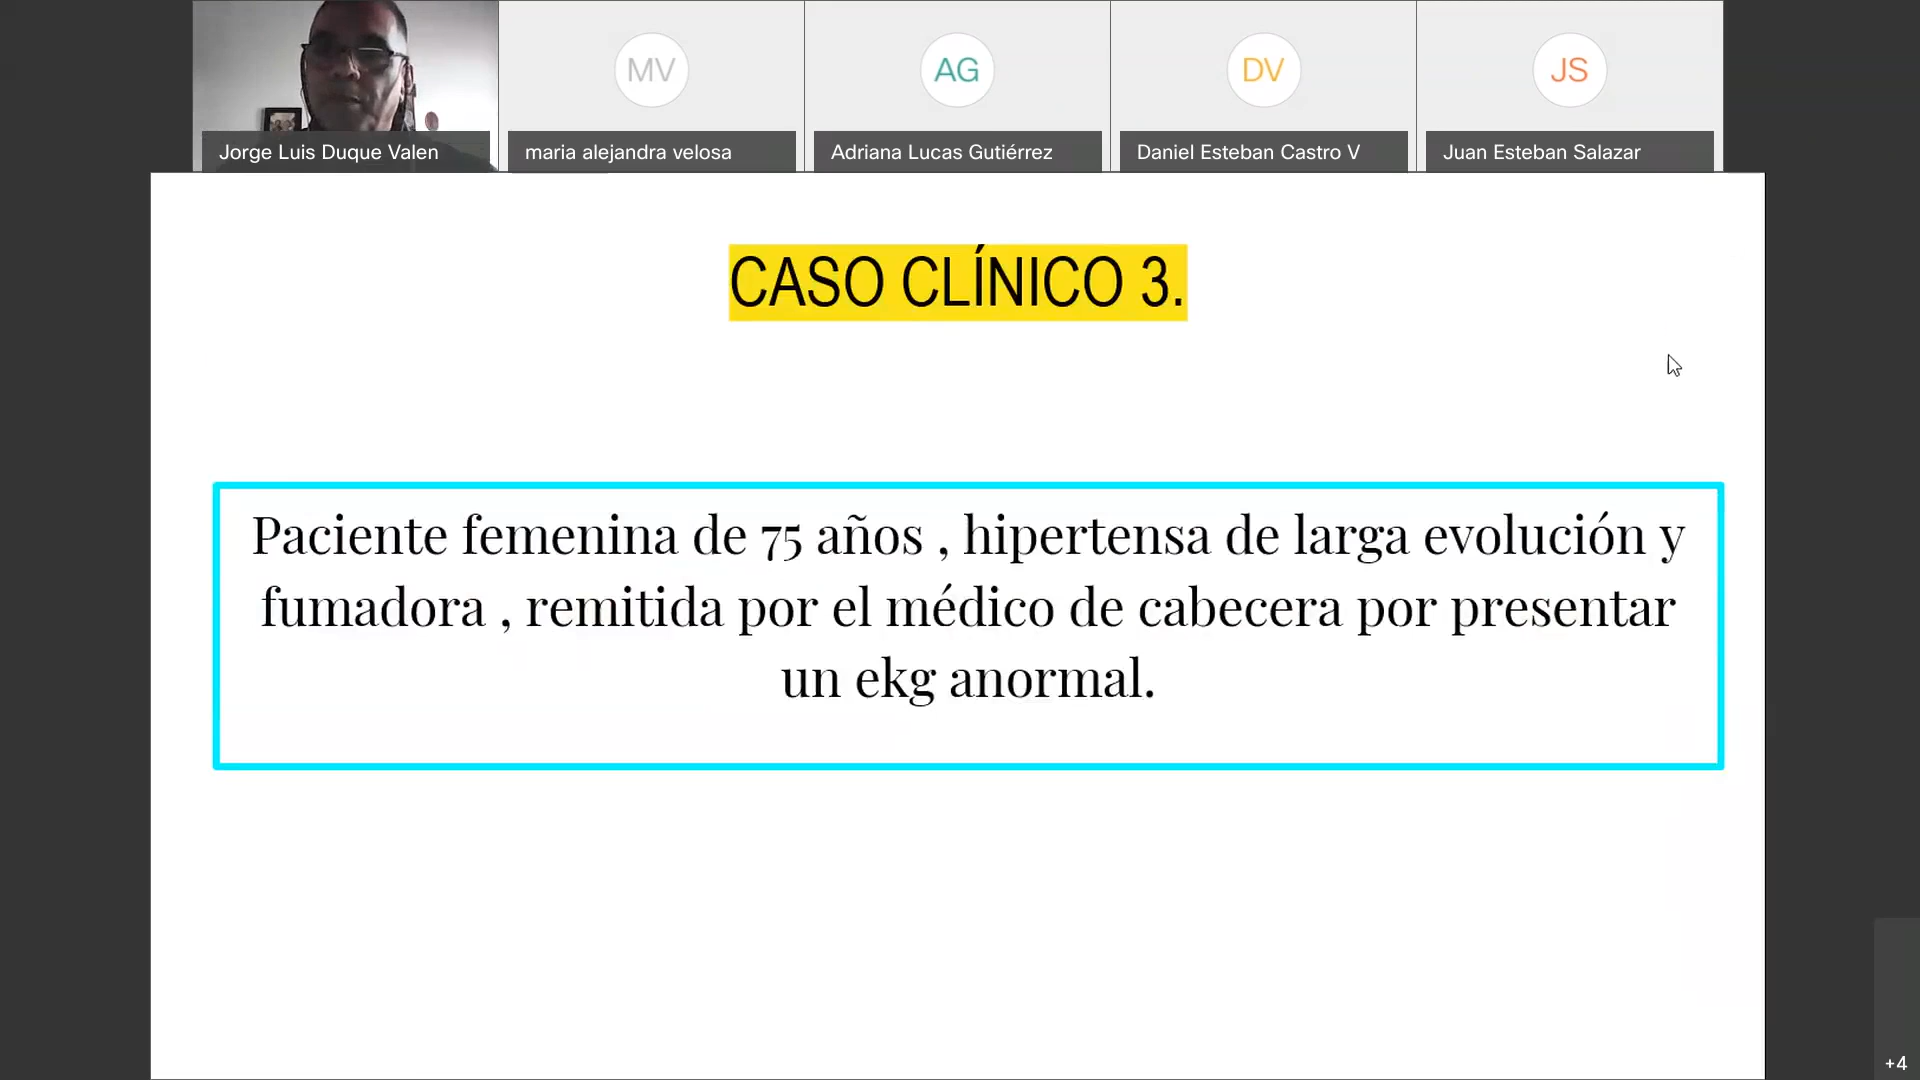 MV
AG
DV
JS
Jorge Luis Duque Valen
maria alejandra velosa
Adriana Lucas Gutiérrez
Daniel Esteban Castro V
Juan Esteban Salazar
CASO CLÍNICO 3.
Paciente femenina de 75 años , hipertensa de larga evolución y
fumadora , remitida por el médico de cabecera por presentar
un ekg anormal.
+4